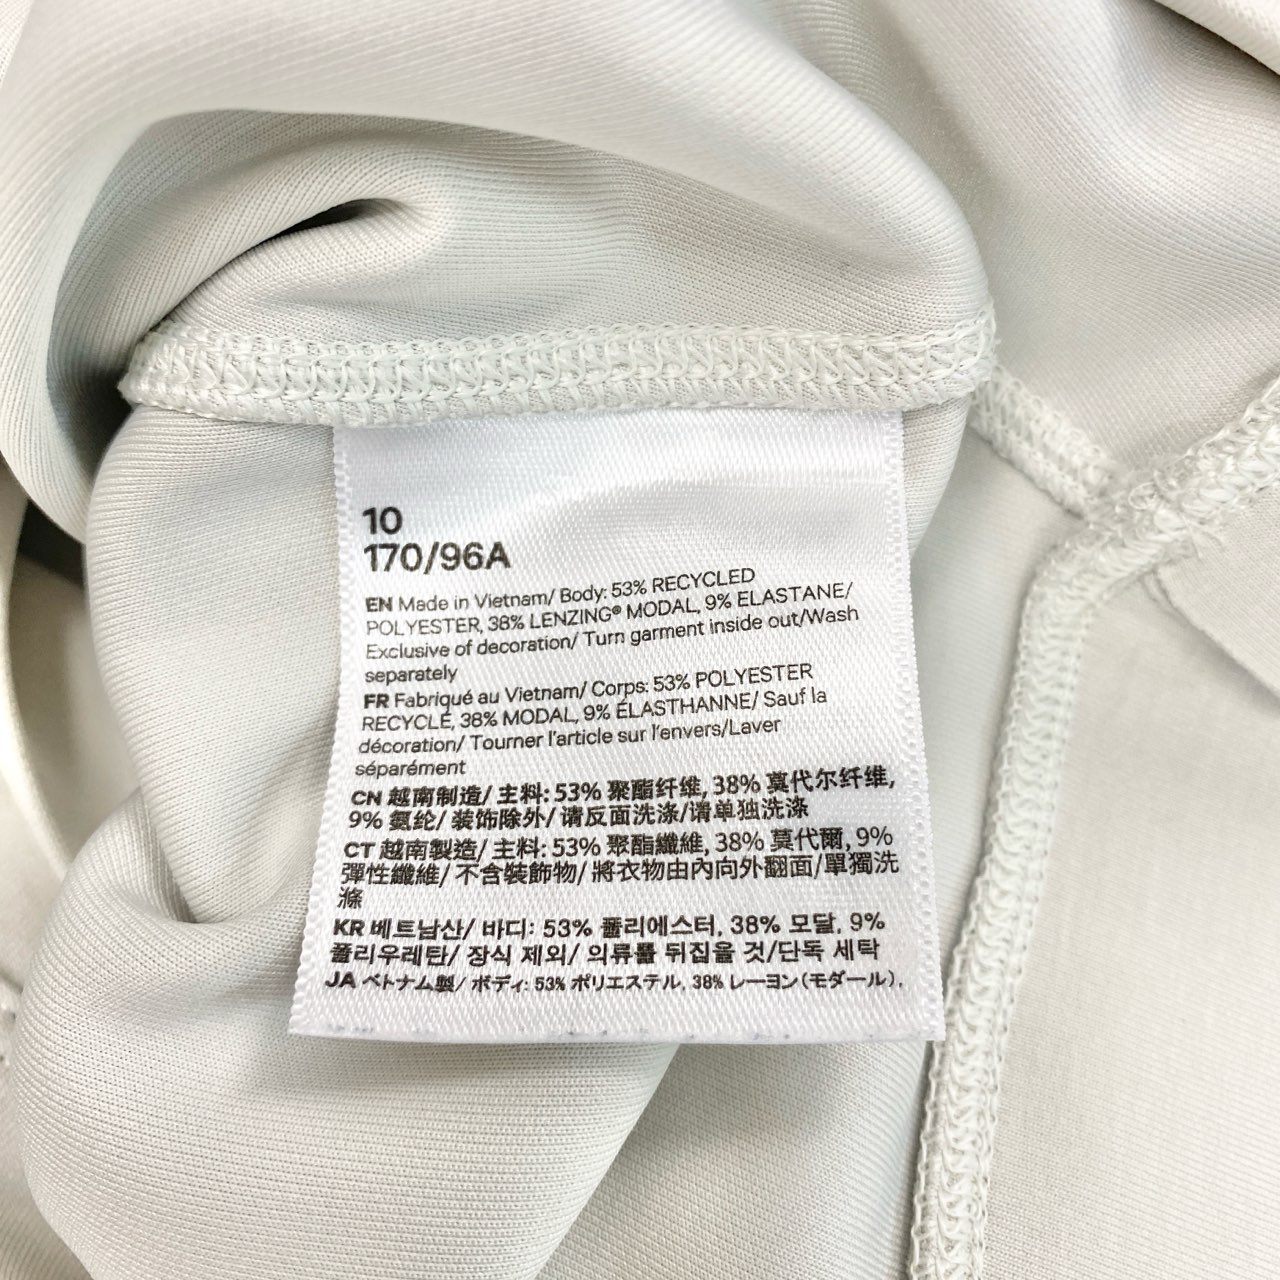 10
170/96A
EN Made in Vietnam/ Body: 53% RECYCLED
POLYESTER, 38% LENZING® MODAL, 9% ELASTANE/
Exclusive of decoration/ Turn garment inside out/Wash
separately
FR Fabriqué au Vietnam/ Corps: 53% POLYESTER
RECYCLÉ, 38% MODAL, 9% ÉLASTHANNE/ Sauf la
décoration/ Tourner l'article sur l'envers/Laver
séparément
CN 越南制造/ 主料: 53% 聚酯纤维, 38% 莫代尔纤维,
9% 氨纶/ 装饰除外/ 请反面洗涤/请单独洗涤
CT 越南製造/ 主料: 53% 聚酯纖維, 38% 莫代爾, 9%
彈性纖維/ 不含裝飾物/ 將衣物由內向外翻面/單獨洗
滌
KR 베트남산/ 바디: 53% 폴리에스터, 38% 모달, 9%
폴리우레탄/ 장식 제외/ 의류를 뒤집을 것/단독 세탁
JA ベトナム製/ ボディ: 53% ポリエステル, 38% レーヨン(モダール),